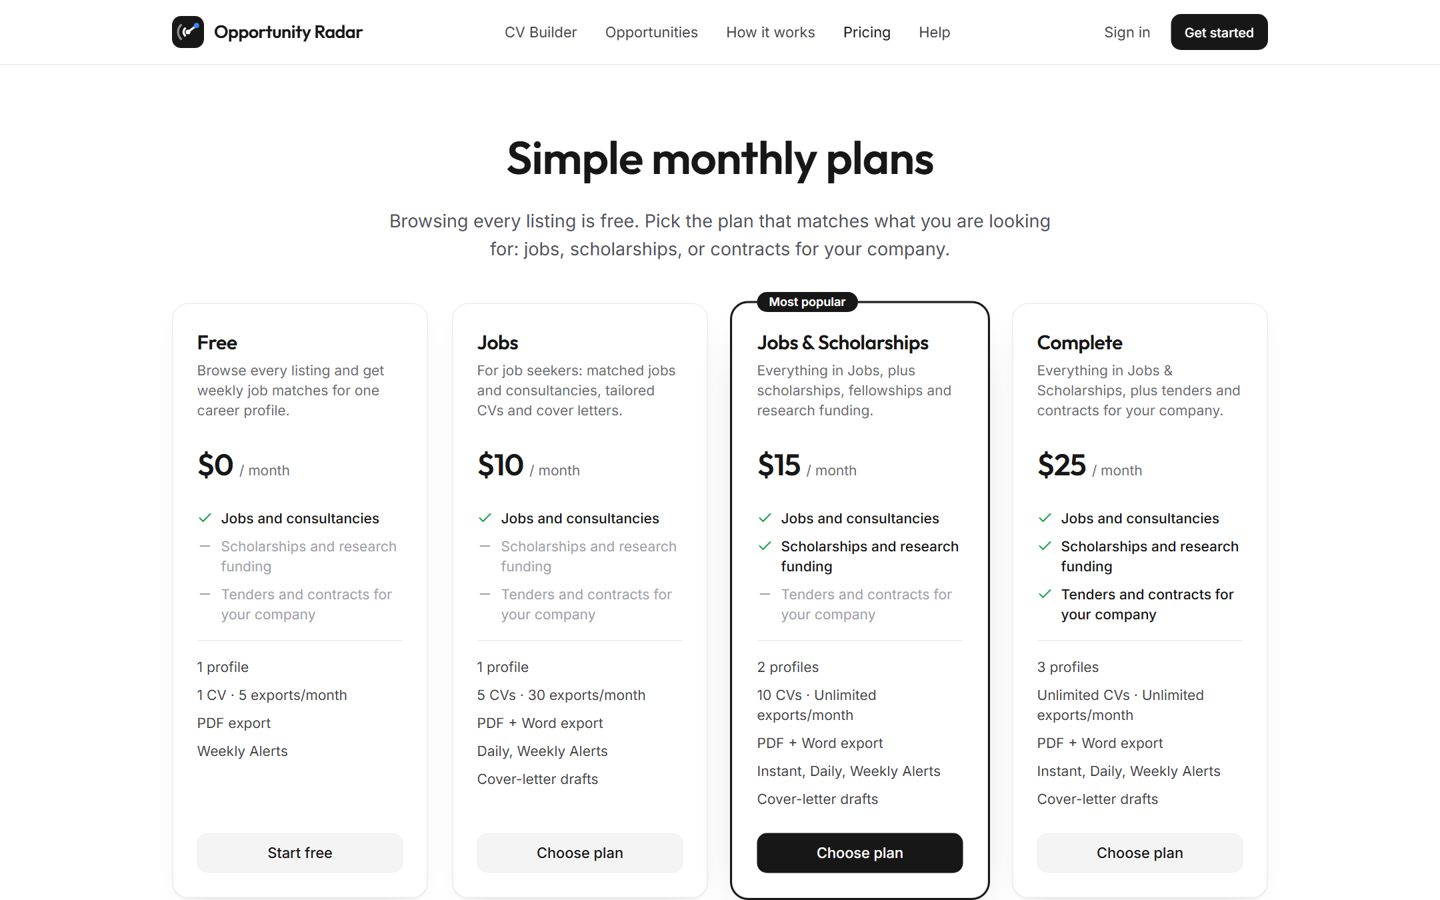 Opportunity Radar
CV Builder
Opportunities
How it works
Pricing
Help
Sign in
Get started
Simple monthly plans
Browsing every listing is free. Pick the plan that matches what you are looking
for: jobs, scholarships, or contracts for your company.
Free
Browse every listing and get
weekly job matches for one
career profile.
$0 / month
Jobs and consultancies
Scholarships and research
funding
Tenders and contracts for
your company
1 profile
1 CV · 5 exports/month
PDF export
Weekly Alerts
Start free
Jobs
For job seekers: matched jobs
and consultancies, tailored
CVs and cover letters.
$10 / month
Jobs and consultancies
Scholarships and research
funding
Tenders and contracts for
your company
1 profile
5 CVs · 30 exports/month
PDF + Word export
Daily, Weekly Alerts
Cover-letter drafts
Choose plan
Most popular
Jobs & Scholarships
Everything in Jobs, plus
scholarships, fellowships and
research funding.
$15 / month
Jobs and consultancies
Scholarships and research
funding
Tenders and contracts for
your company
2 profiles
10 CVs · Unlimited
exports/month
PDF + Word export
Instant, Daily, Weekly Alerts
Cover-letter drafts
Choose plan
Complete
Everything in Jobs &
Scholarships, plus tenders and
contracts for your company.
$25 / month
Jobs and consultancies
Scholarships and research
funding
Tenders and contracts for
your company
3 profiles
Unlimited CVs · Unlimited
exports/month
PDF + Word export
Instant, Daily, Weekly Alerts
Cover-letter drafts
Choose plan